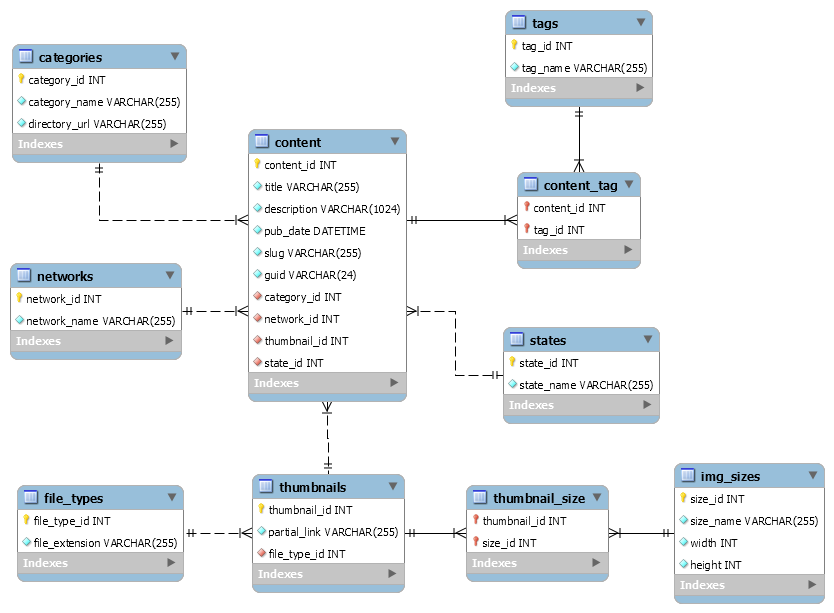 categories
category_id INT
category_name VARCHAR(255)
directory_url VARCHAR(255)
Indexes
tags
tag_id INT
tag_name VARCHAR(255)
Indexes
content
content_id INT
title VARCHAR(255)
description VARCHAR(1024)
pub_date DATETIME
slug VARCHAR(255)
guid VARCHAR(24)
category_id INT
network_id INT
thumbnail_id INT
state_id INT
Indexes
content_tag
content_id INT
tag_id INT
Indexes
networks
network_id INT
network_name VARCHAR(255)
Indexes
states
state_id INT
state_name VARCHAR(255)
Indexes
file_types
file_type_id INT
file_extension VARCHAR(255)
Indexes
thumbnails
thumbnail_id INT
partial_link VARCHAR(255)
file_type_id INT
Indexes
thumbnail_size
thumbnail_id INT
size_id INT
Indexes
img_sizes
size_id INT
size_name VARCHAR(255)
width INT
height INT
Indexes